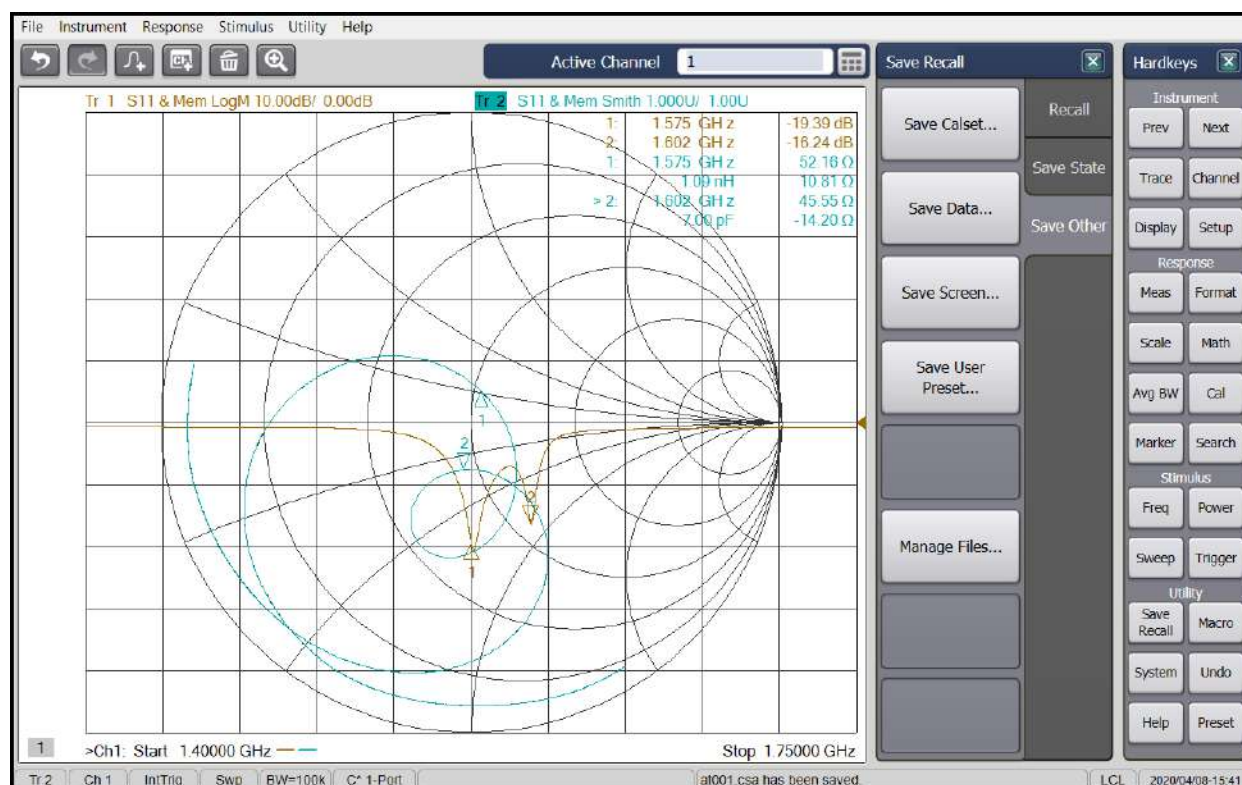 File Instrument Response Stimulus Utility Help
Active Channel 1
Tr 1 S11 & Mem LogM 10.00dB/ 0.00dB
Tr 2 S11 & Mem Smith 1.000U/ 1.00U
1: 1.575 GHz -19.39 dB
2: 1.602 GHz -16.24 dB
1: 1.575 GHz 52.16 Ω
1.09 nH 10.81 Ω
> 2: 1.602 GHz 45.55 Ω
7.00 pF -14.20 Ω
1
2
2
1
1
>Ch1: Start 1.40000 GHz
Stop 1.75000 GHz
Save Recall
Save Calset...
Save Data...
Save Screen...
Save User
Preset...
Manage Files...
Recall
Save State
Save Other
Hardkeys
Instrument
Prev Next
Trace Channel
Display Setup
Response
Meas Format
Scale Math
Avg BW Cal
Marker Search
Stimulus
Freq Power
Sweep Trigger
Utility
Save
Recall Macro
System Undo
Help Preset
Tr 2 Ch 1 IntTrig Swp BW=100k C* 1-Port af001.csa has been saved. LCL 2020/04/08-15:41